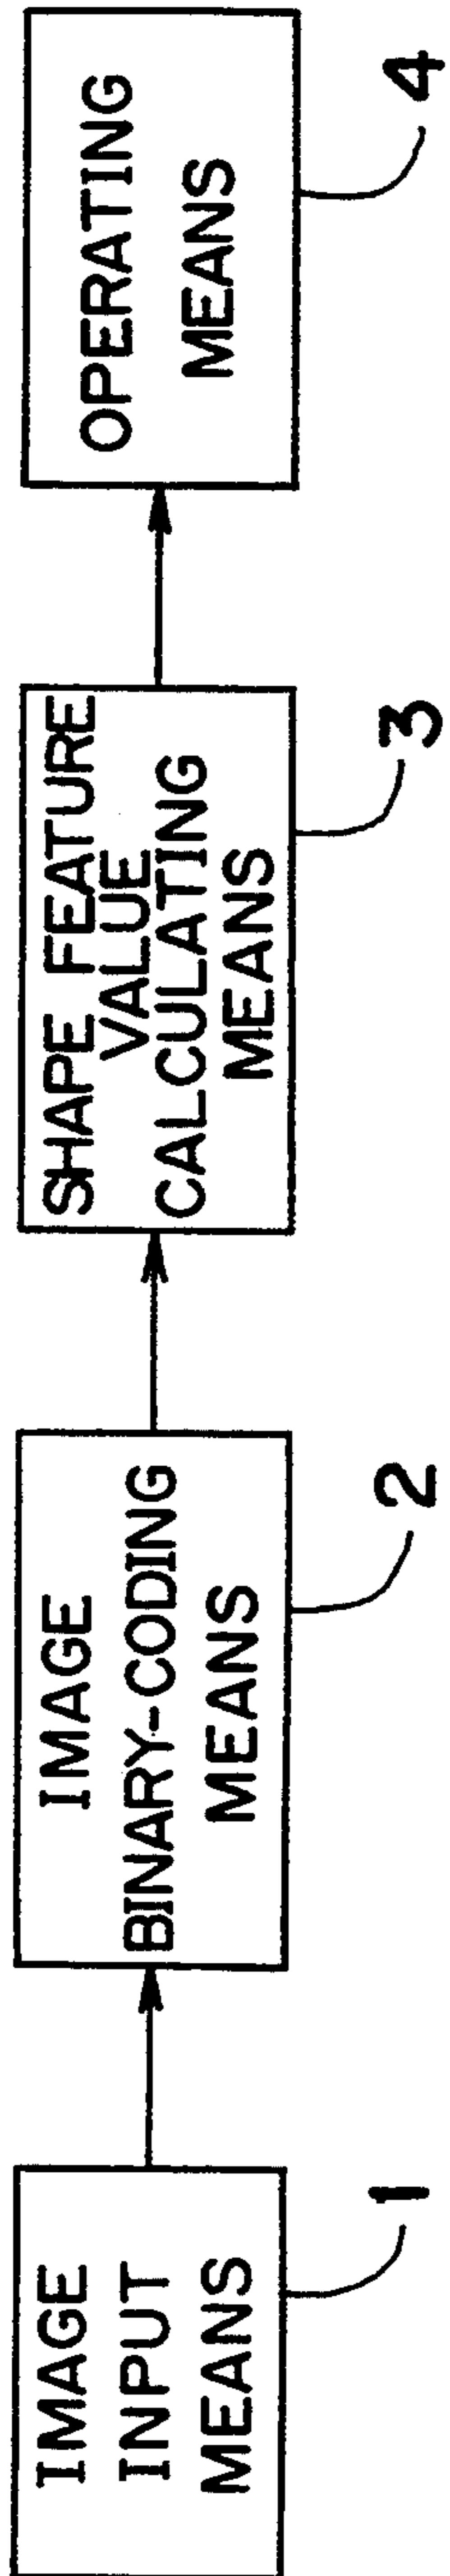 IMAGE
INPUT
MEANS
1
IMAGE
BINARY-CODING
MEANS
2
SHAPE FEATURE
VALUE
CALCULATING
MEANS
3
OPERATING
MEANS
4